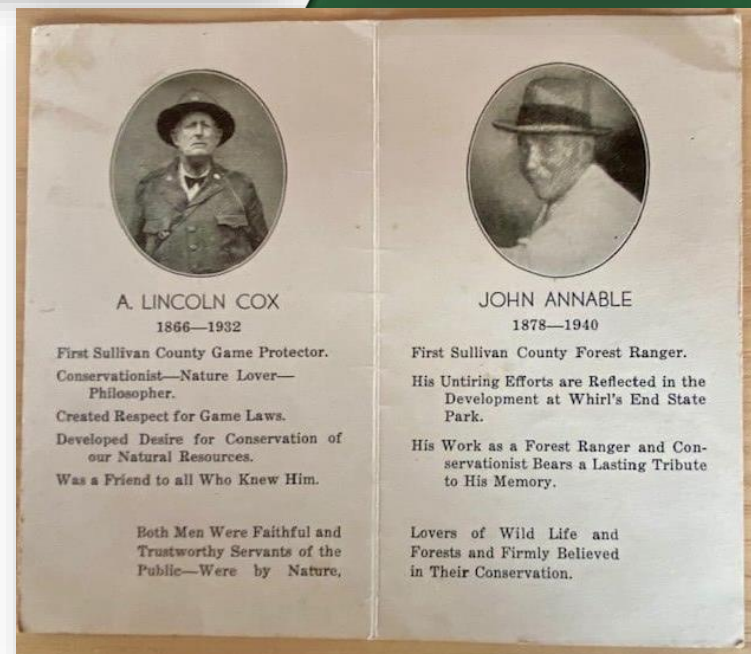 A. LINCOLN COX
1866—1932
First Sullivan County Game Protector.
Conservationist—Nature Lover—
Philosopher.
Created Respect for Game Laws.
Developed Desire for Conservation of
our Natural Resources.
Was a Friend to all Who Knew Him.
Both Men Were Faithful and
Trustworthy Servants of the
Public—Were by Nature,
JOHN ANNABLE
1878—1940
First Sullivan County Forest Ranger.
His Untiring Efforts are Reflected in the
Development at Whirl's End State
Park.
His Work as a Forest Ranger and Con-
servationist Bears a Lasting Tribute
to His Memory.
Lovers of Wild Life and
Forests and Firmly Believed
in Their Conservation.